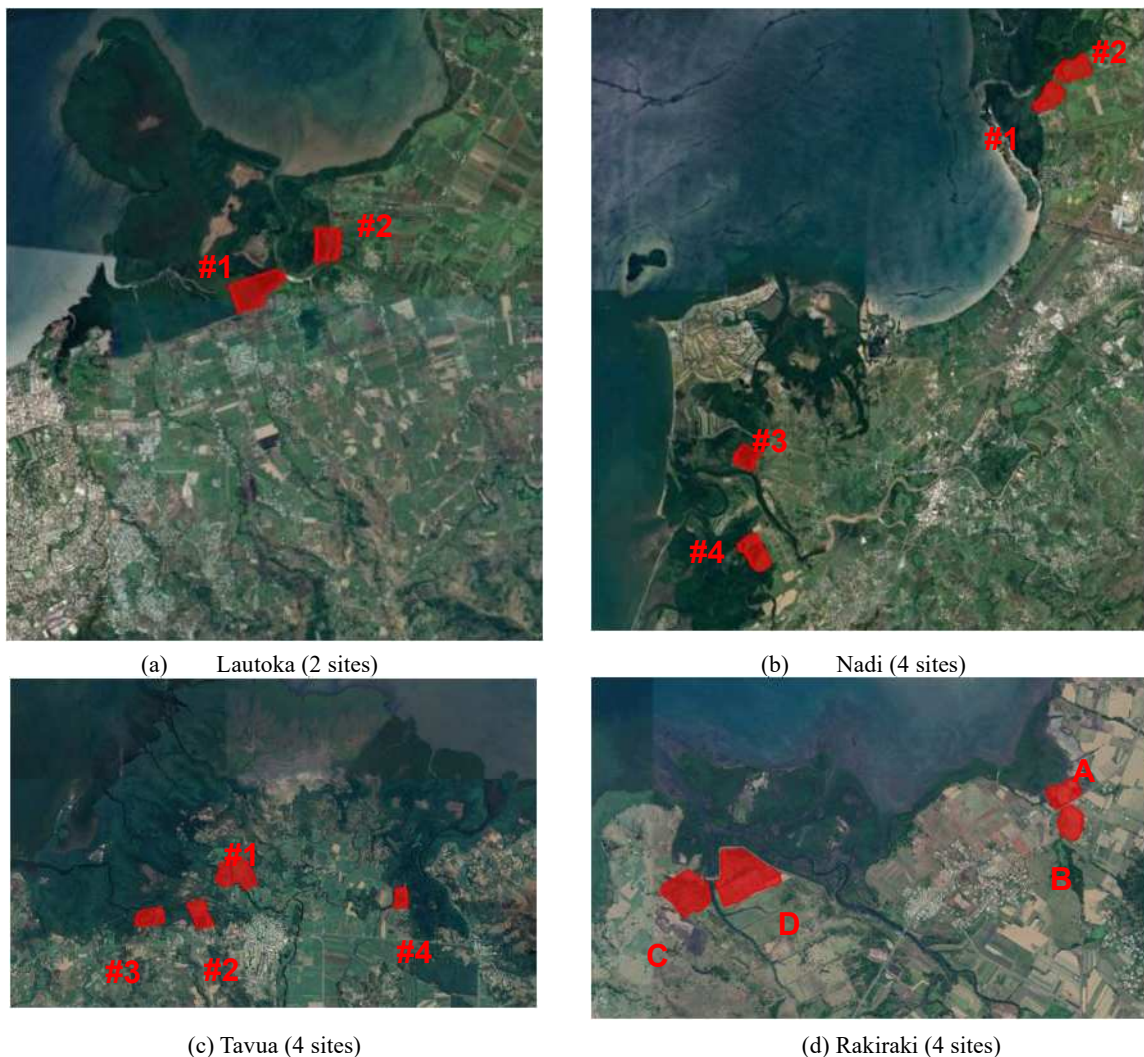 #2
#1
#2
#1
#3
#4
(a) Lautoka (2 sites)
(b) Nadi (4 sites)
#1
#3
#2
#4
A
B
C
D
(c) Tavua (4 sites)
(d) Rakiraki (4 sites)